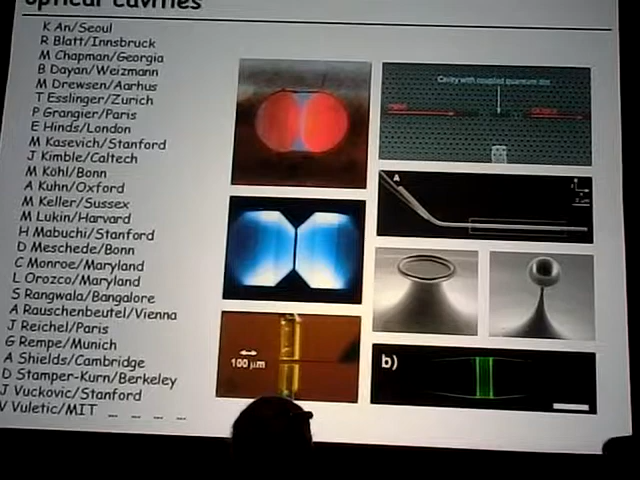 optical cavities
K An/Seoul
R Blatt/Innsbruck
M Chapman/Georgia
B Dayan/Weizmann
M Drewsen/Aarhus
T Esslinger/Zurich
P Grangier/Paris
E Hinds/London
M Kasevich/Stanford
J Kimble/Caltech
M Köhl/Bonn
A Kuhn/Oxford
M Keller/Sussex
M Lukin/Harvard
H Mabuchi/Stanford
D Meschede/Bonn
C Monroe/Maryland
L Orozco/Maryland
S Rangwala/Bangalore
A Rauschenbeutel/Vienna
J Reichel/Paris
G Rempe/Munich
A Shields/Cambridge
D Stamper-Kurn/Berkeley
J Vuckovic/Stanford
V Vuletic/MIT _ _ _ _
Cavity with coupled quantum dot
A
100 μm
b)